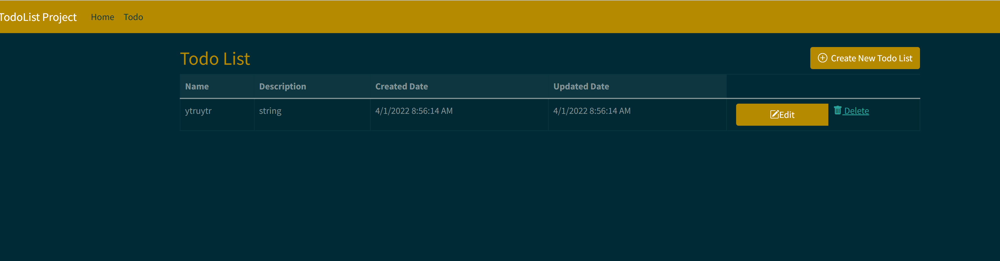 TodoList Project Home Todo
Todo List
Create New Todo List
Name Description Created Date Updated Date
ytruytr string 4/1/2022 8:56:14 AM 4/1/2022 8:56:14 AM Edit Delete